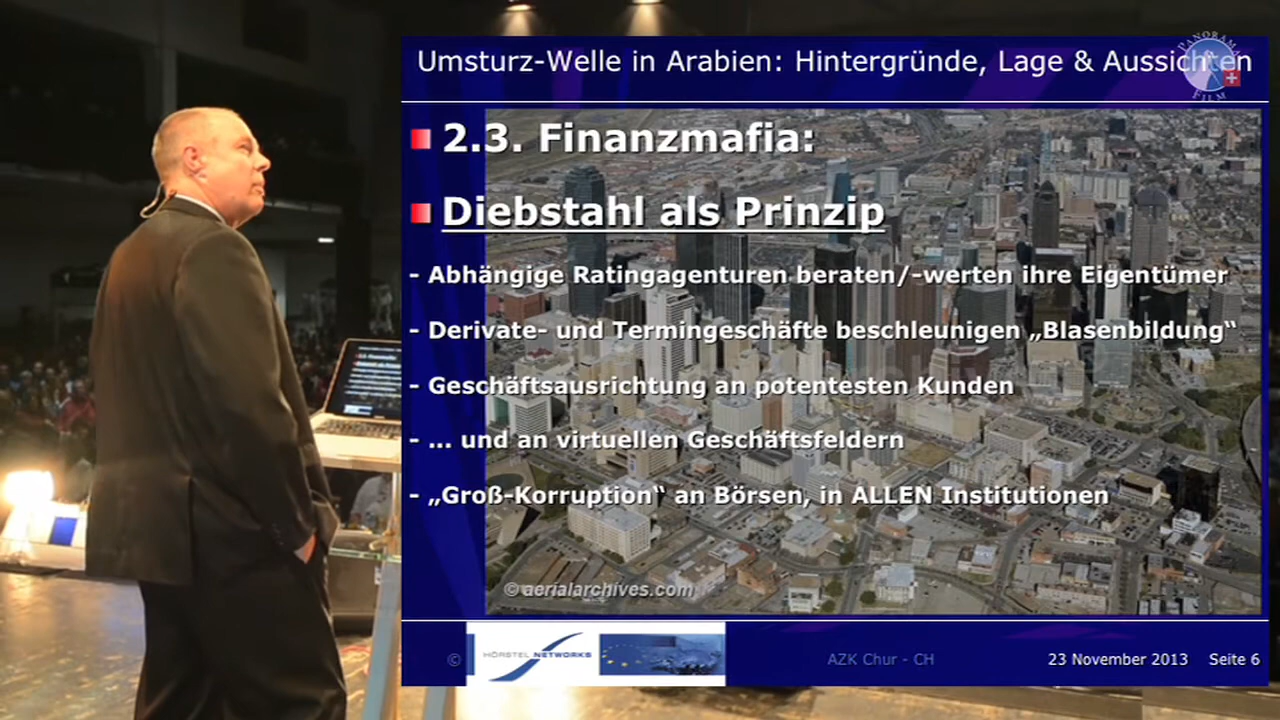 Umsturz-Welle in Arabien: Hintergründe, Lage & Aussichten
PANORAMA
FILM
2.3. Finanzmafia:
Diebstahl als Prinzip
- Abhängige Ratingagenturen beraten/-werten ihre Eigentümer
- Derivate- und Termingeschäfte beschleunigen „Blasenbildung“
- Geschäftsausrichtung an potentesten Kunden
- ... und an virtuellen Geschäftsfeldern
- „Groß-Korruption“ an Börsen, in ALLEN Institutionen
© aerialarchives.com
©
HÖRSTEL NETWORKS
AZK Chur - CH
23 November 2013
Seite 6